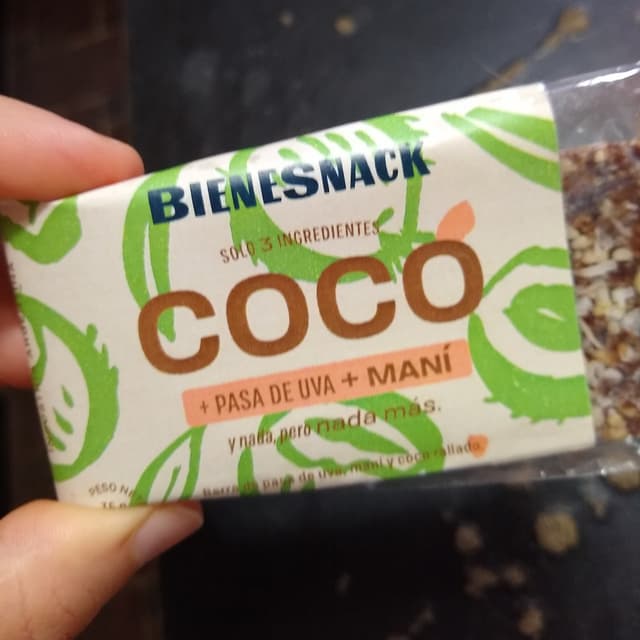 BIENESNACK
SOLO 3 INGREDIENTES
COCO
+ PASA DE UVA + MANÍ
y nada, pero nada más.
Barra de pasa de uva, maní y coco rallado.
PESO